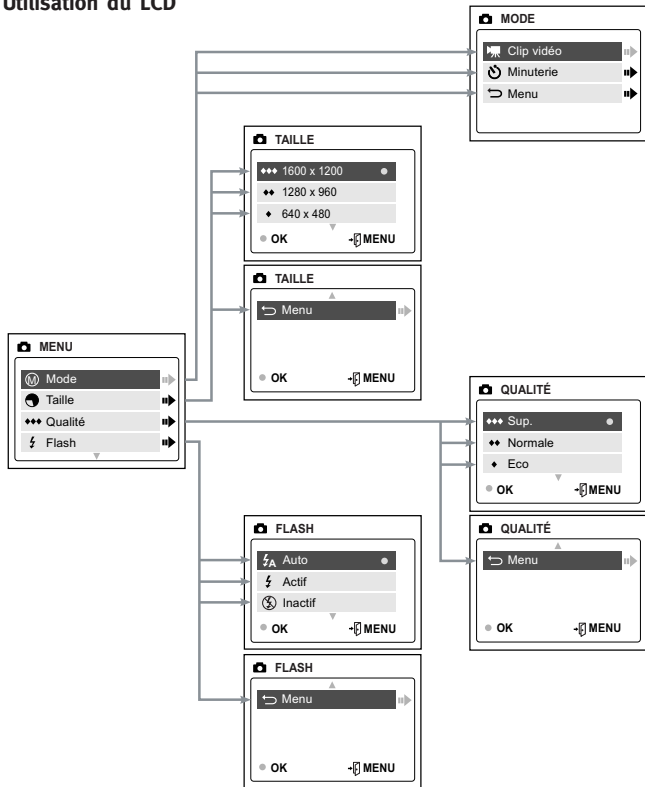 Utilisation du LCD
MODE
Clip vidéo
Minuterie
Menu
TAILLE
1600 x 1200
1280 x 960
640 x 480
OK MENU
TAILLE
Menu
OK MENU
MENU
M Mode
Taille
Qualité
Flash
QUALITÉ
Sup.
Normale
Eco
OK MENU
QUALITÉ
Menu
OK MENU
FLASH
A Auto
Actif
Inactif
OK MENU
FLASH
Menu
OK MENU